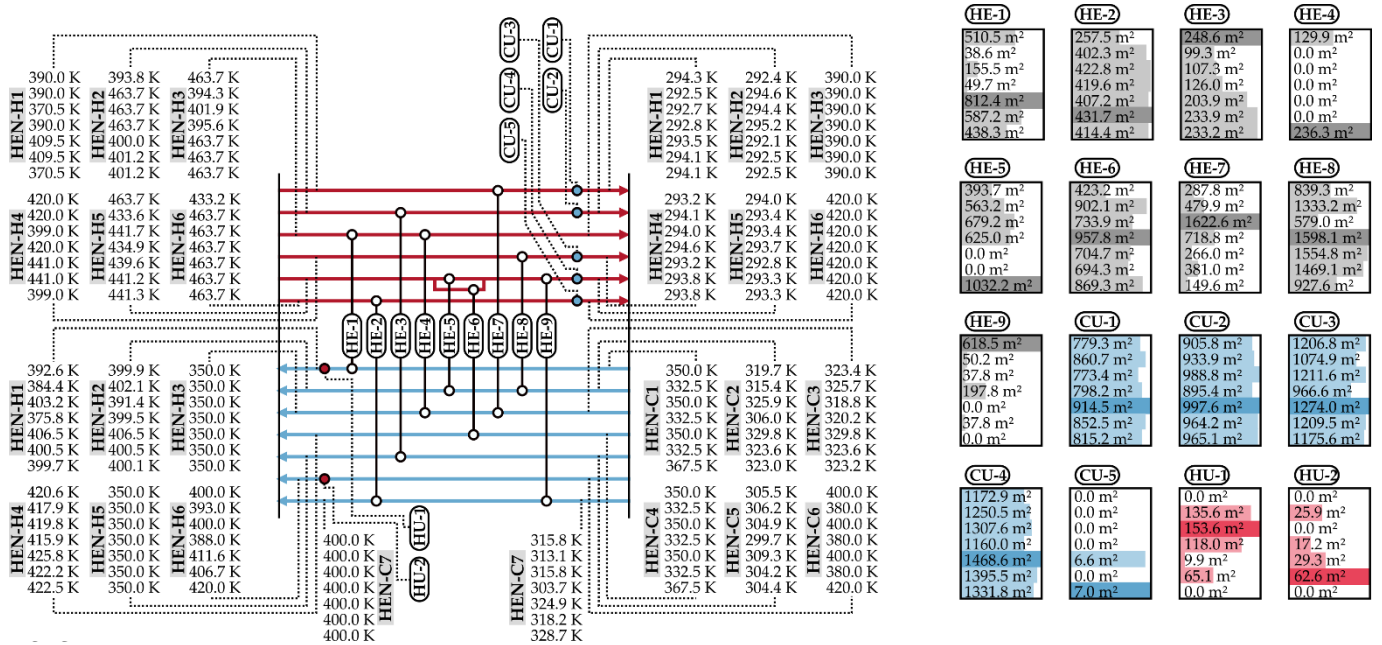 CU-3
CU-1
CU-4
CU-2
CU-5
HEN-H1
390.0 K
390.0 K
370.5 K
390.0 K
409.5 K
409.5 K
370.5 K
HEN-H2
393.8 K
463.7 K
463.7 K
463.7 K
400.0 K
401.2 K
401.2 K
HEN-H3
463.7 K
394.3 K
401.9 K
395.6 K
463.7 K
463.7 K
463.7 K
HEN-H1
294.3 K
292.5 K
292.7 K
292.8 K
293.5 K
294.1 K
294.1 K
HEN-H2
292.4 K
294.6 K
294.4 K
295.2 K
292.1 K
292.5 K
292.5 K
HEN-H3
390.0 K
390.0 K
390.0 K
390.0 K
390.0 K
390.0 K
390.0 K
HEN-H4
420.0 K
420.0 K
399.0 K
420.0 K
441.0 K
441.0 K
399.0 K
HEN-H5
463.7 K
433.6 K
441.7 K
434.9 K
439.6 K
441.2 K
441.3 K
HEN-H6
433.2 K
463.7 K
463.7 K
463.7 K
463.7 K
463.7 K
463.7 K
HEN-H4
293.2 K
294.1 K
294.0 K
294.6 K
293.2 K
293.8 K
293.8 K
HEN-H5
294.0 K
293.4 K
293.4 K
293.7 K
292.8 K
293.3 K
293.3 K
HEN-H6
420.0 K
420.0 K
420.0 K
420.0 K
420.0 K
420.0 K
420.0 K
HE-1
HE-2
HE-3
HE-4
HE-5
HE-6
HE-7
HE-8
HE-9
HEN-H1
392.6 K
384.4 K
403.2 K
375.8 K
406.5 K
400.5 K
399.7 K
HEN-H2
399.9 K
402.1 K
391.4 K
399.5 K
406.5 K
400.5 K
400.1 K
HEN-H3
350.0 K
350.0 K
350.0 K
350.0 K
350.0 K
350.0 K
350.0 K
HEN-C1
350.0 K
332.5 K
350.0 K
332.5 K
350.0 K
332.5 K
367.5 K
HEN-C2
319.7 K
315.4 K
325.9 K
306.0 K
329.8 K
323.6 K
323.0 K
HEN-C3
323.4 K
325.7 K
318.8 K
320.2 K
329.8 K
323.6 K
323.2 K
HEN-H4
420.6 K
417.9 K
419.8 K
415.9 K
425.8 K
422.2 K
422.5 K
HEN-H5
350.0 K
350.0 K
350.0 K
350.0 K
350.0 K
350.0 K
350.0 K
HEN-H6
400.0 K
393.0 K
400.0 K
388.0 K
411.6 K
406.7 K
420.0 K
400.0 K
400.0 K
400.0 K
400.0 K
400.0 K
400.0 K
400.0 K
HEN-C7
HU-1
HU-2
HEN-C7
315.8 K
313.1 K
315.8 K
303.7 K
324.9 K
318.2 K
328.7 K
HEN-C4
350.0 K
332.5 K
350.0 K
332.5 K
350.0 K
332.5 K
367.5 K
HEN-C5
305.5 K
306.2 K
304.9 K
299.7 K
309.3 K
304.2 K
304.4 K
HEN-C6
400.0 K
380.0 K
400.0 K
380.0 K
400.0 K
380.0 K
420.0 K
HE-1
510.5 m²
38.6 m²
155.5 m²
49.7 m²
812.4 m²
587.2 m²
438.3 m²
HE-2
257.5 m²
402.3 m²
422.8 m²
419.6 m²
407.2 m²
431.7 m²
414.4 m²
HE-3
248.6 m²
99.3 m²
107.3 m²
126.0 m²
203.9 m²
233.9 m²
233.2 m²
HE-4
129.9 m²
0.0 m²
0.0 m²
0.0 m²
0.0 m²
0.0 m²
236.3 m²
HE-5
393.7 m²
563.2 m²
679.2 m²
625.0 m²
0.0 m²
0.0 m²
1032.2 m²
HE-6
423.2 m²
902.1 m²
733.9 m²
957.8 m²
704.7 m²
694.3 m²
869.3 m²
HE-7
287.8 m²
479.9 m²
1622.6 m²
718.8 m²
266.0 m²
381.0 m²
149.6 m²
HE-8
839.3 m²
1333.2 m²
579.0 m²
1598.1 m²
1554.8 m²
1469.1 m²
927.6 m²
HE-9
618.5 m²
50.2 m²
37.8 m²
197.8 m²
0.0 m²
37.8 m²
0.0 m²
CU-1
779.3 m²
860.7 m²
773.4 m²
798.2 m²
914.5 m²
852.5 m²
815.2 m²
CU-2
905.8 m²
933.9 m²
988.8 m²
895.4 m²
997.6 m²
964.2 m²
965.1 m²
CU-3
1206.8 m²
1074.9 m²
1211.6 m²
966.6 m²
1274.0 m²
1209.5 m²
1175.6 m²
CU-4
1172.9 m²
1250.5 m²
1307.6 m²
1160.0 m²
1468.6 m²
1395.5 m²
1331.8 m²
CU-5
0.0 m²
0.0 m²
0.0 m²
0.0 m²
6.6 m²
0.0 m²
7.0 m²
HU-1
0.0 m²
135.6 m²
153.6 m²
118.0 m²
9.9 m²
65.1 m²
0.0 m²
HU-2
0.0 m²
25.9 m²
0.0 m²
17.2 m²
29.3 m²
62.6 m²
0.0 m²